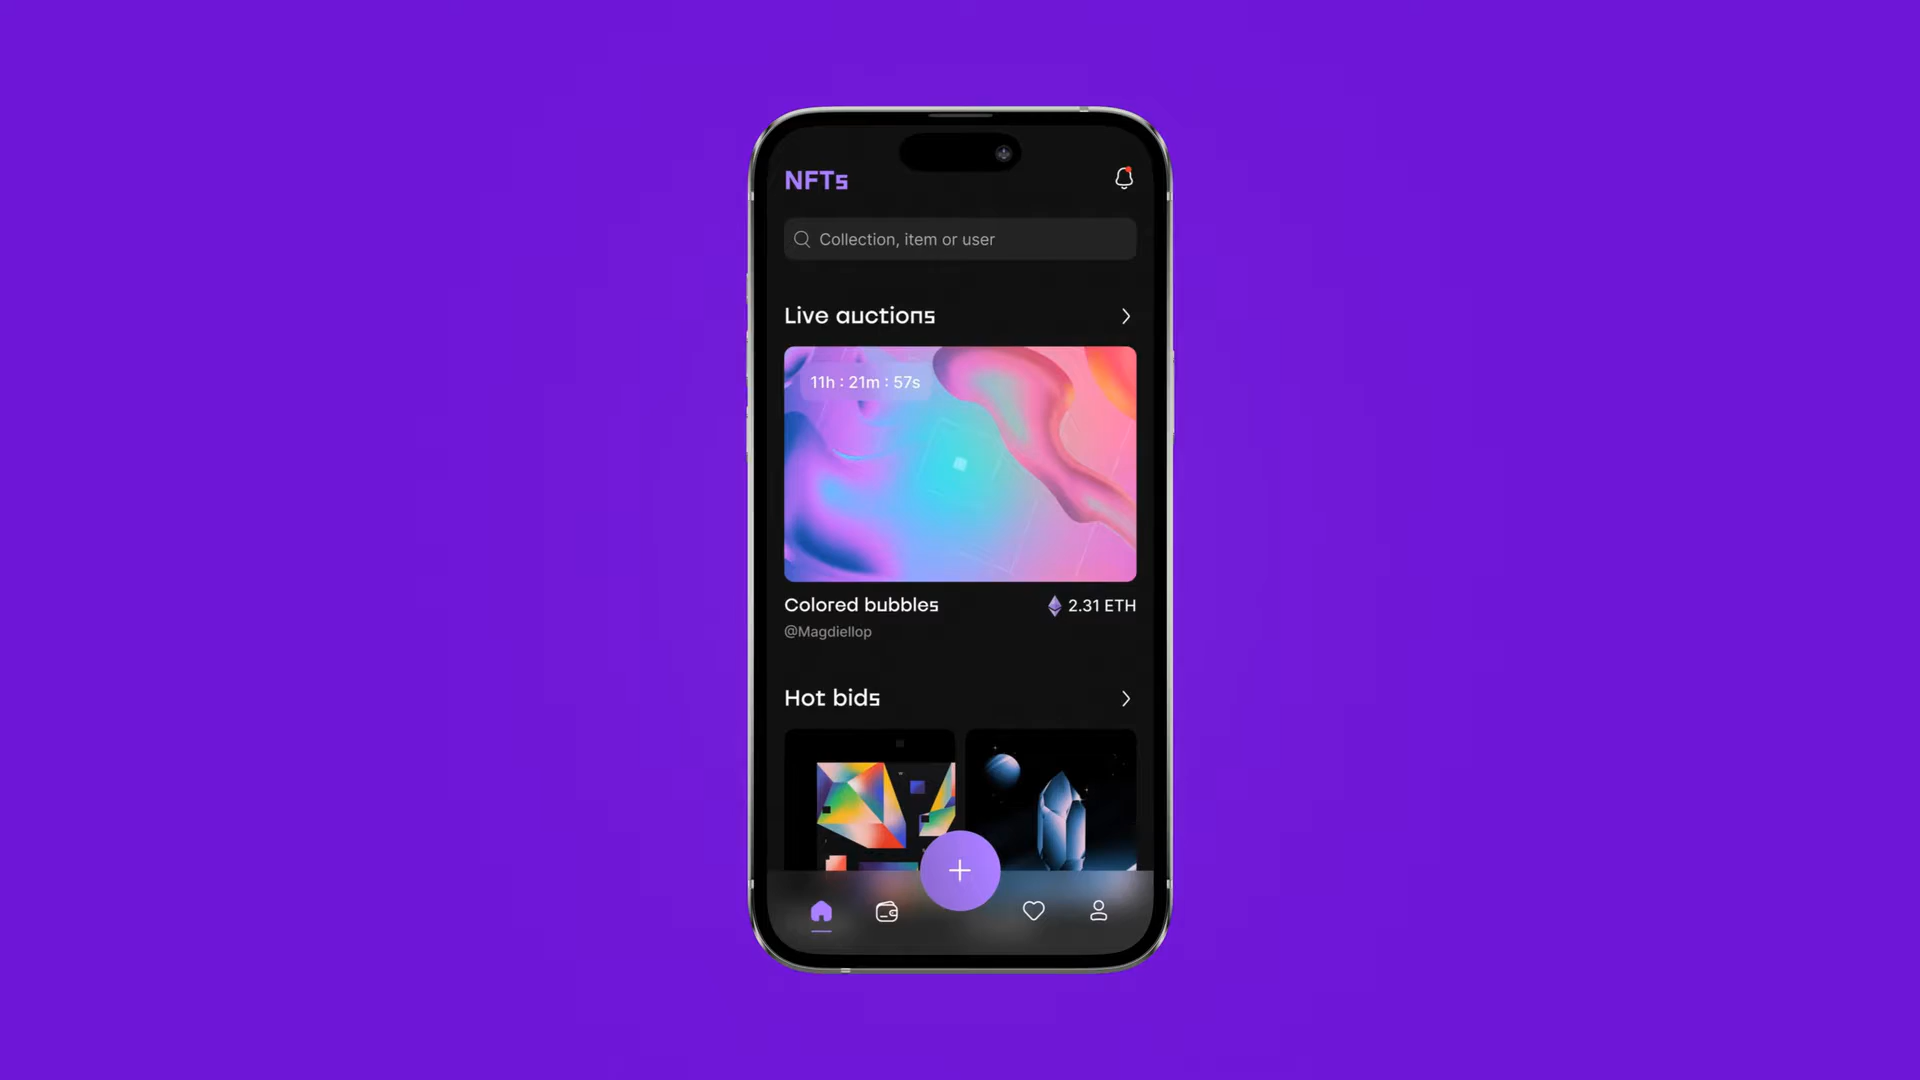 NFTs
Collection, item or user
Live auctions
11h : 21m : 57s
Colored bubbles
2.31 ETH
@Magdiellop
Hot bids